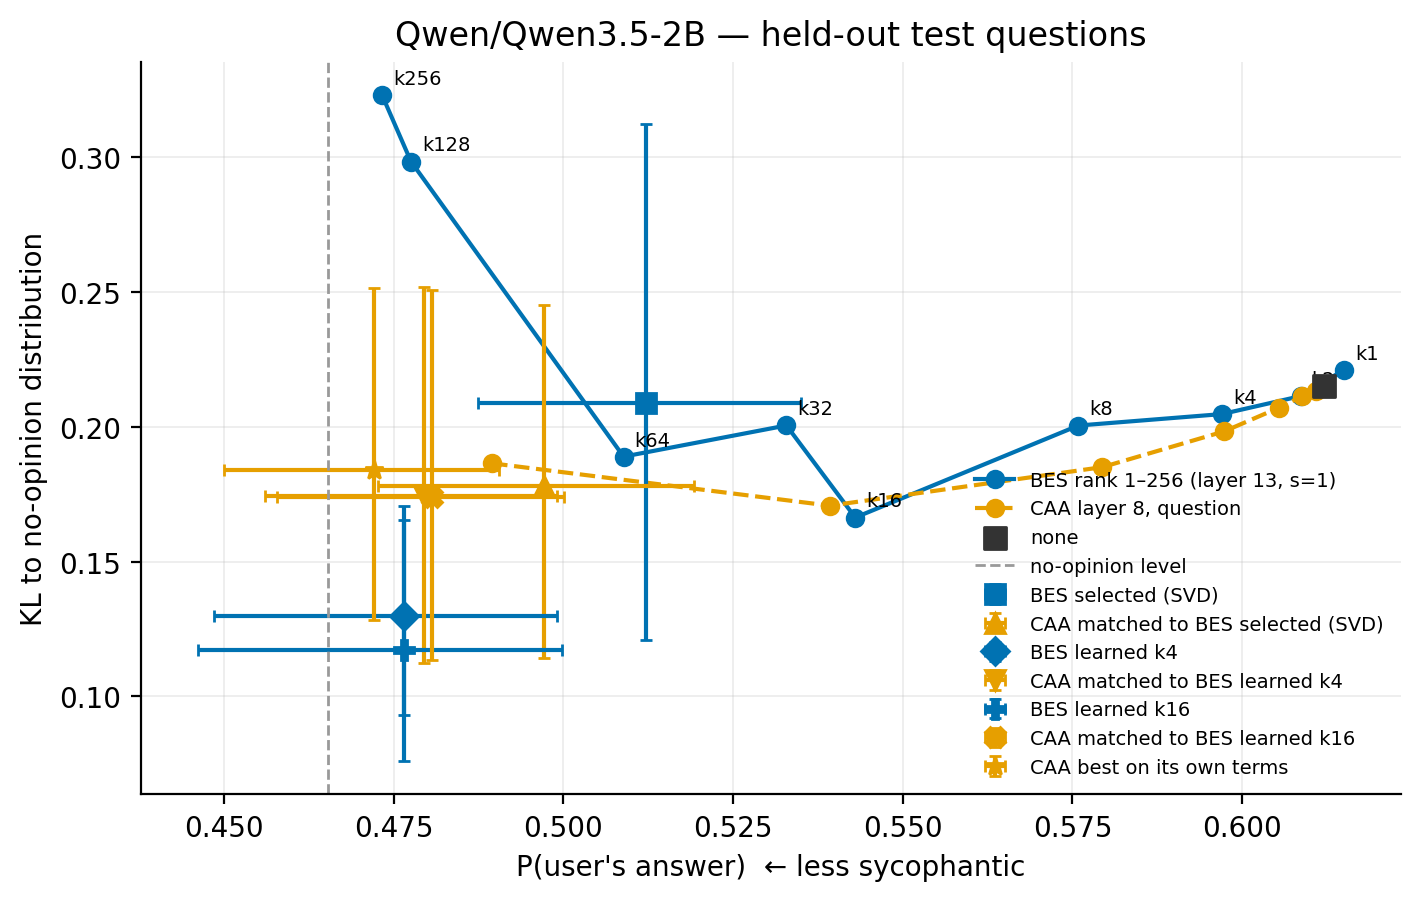 Qwen/Qwen3.5-2B — held-out test questions
KL to no-opinion distribution
0.30
0.25
0.20
0.15
0.10
k256
k128
k64
k32
k16
k8
k4
k1
BES rank 1–256 (layer 13, s=1)
CAA layer 8, question
none
no-opinion level
BES selected (SVD)
CAA matched to BES selected (SVD)
BES learned k4
CAA matched to BES learned k4
BES learned k16
CAA matched to BES learned k16
CAA best on its own terms
0.450
0.475
0.500
0.525
0.550
0.575
0.600
P(user's answer) ← less sycophantic